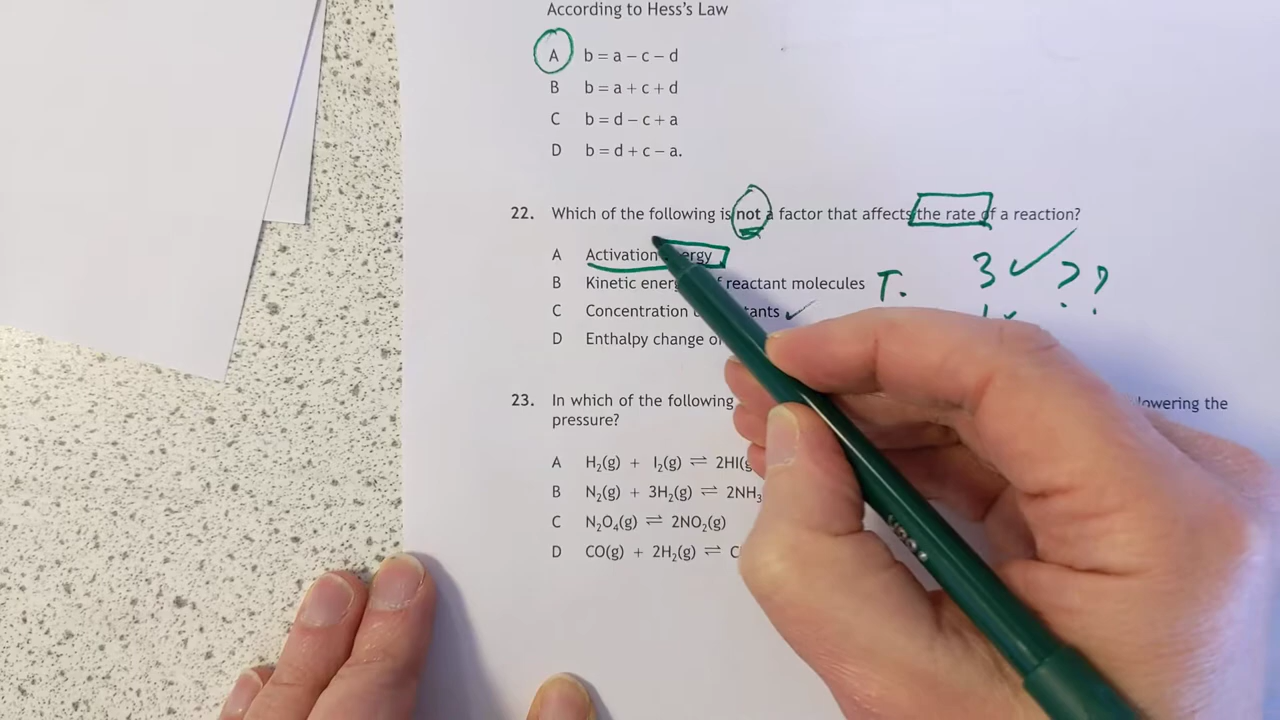 According to Hess's Law
A b = a − c − d
B b = a + c + d
C b = d − c + a
D b = d + c − a.
22. Which of the following is not a factor that affects the rate of a reaction?
A Activation
B Kinetic reactant molecules T.
C Concentration ✓
D Enthalpy change
3 ✓ ? ?
23. In which of the following lowering the
pressure?
A H₂(g) + I₂(g) ⇌
B N₂(g) + 3H₂(g) ⇌ 2NH₃
C N₂O₄(g) ⇌ 2NO₂(g)
D CO(g) + 2H₂(g) ⇌